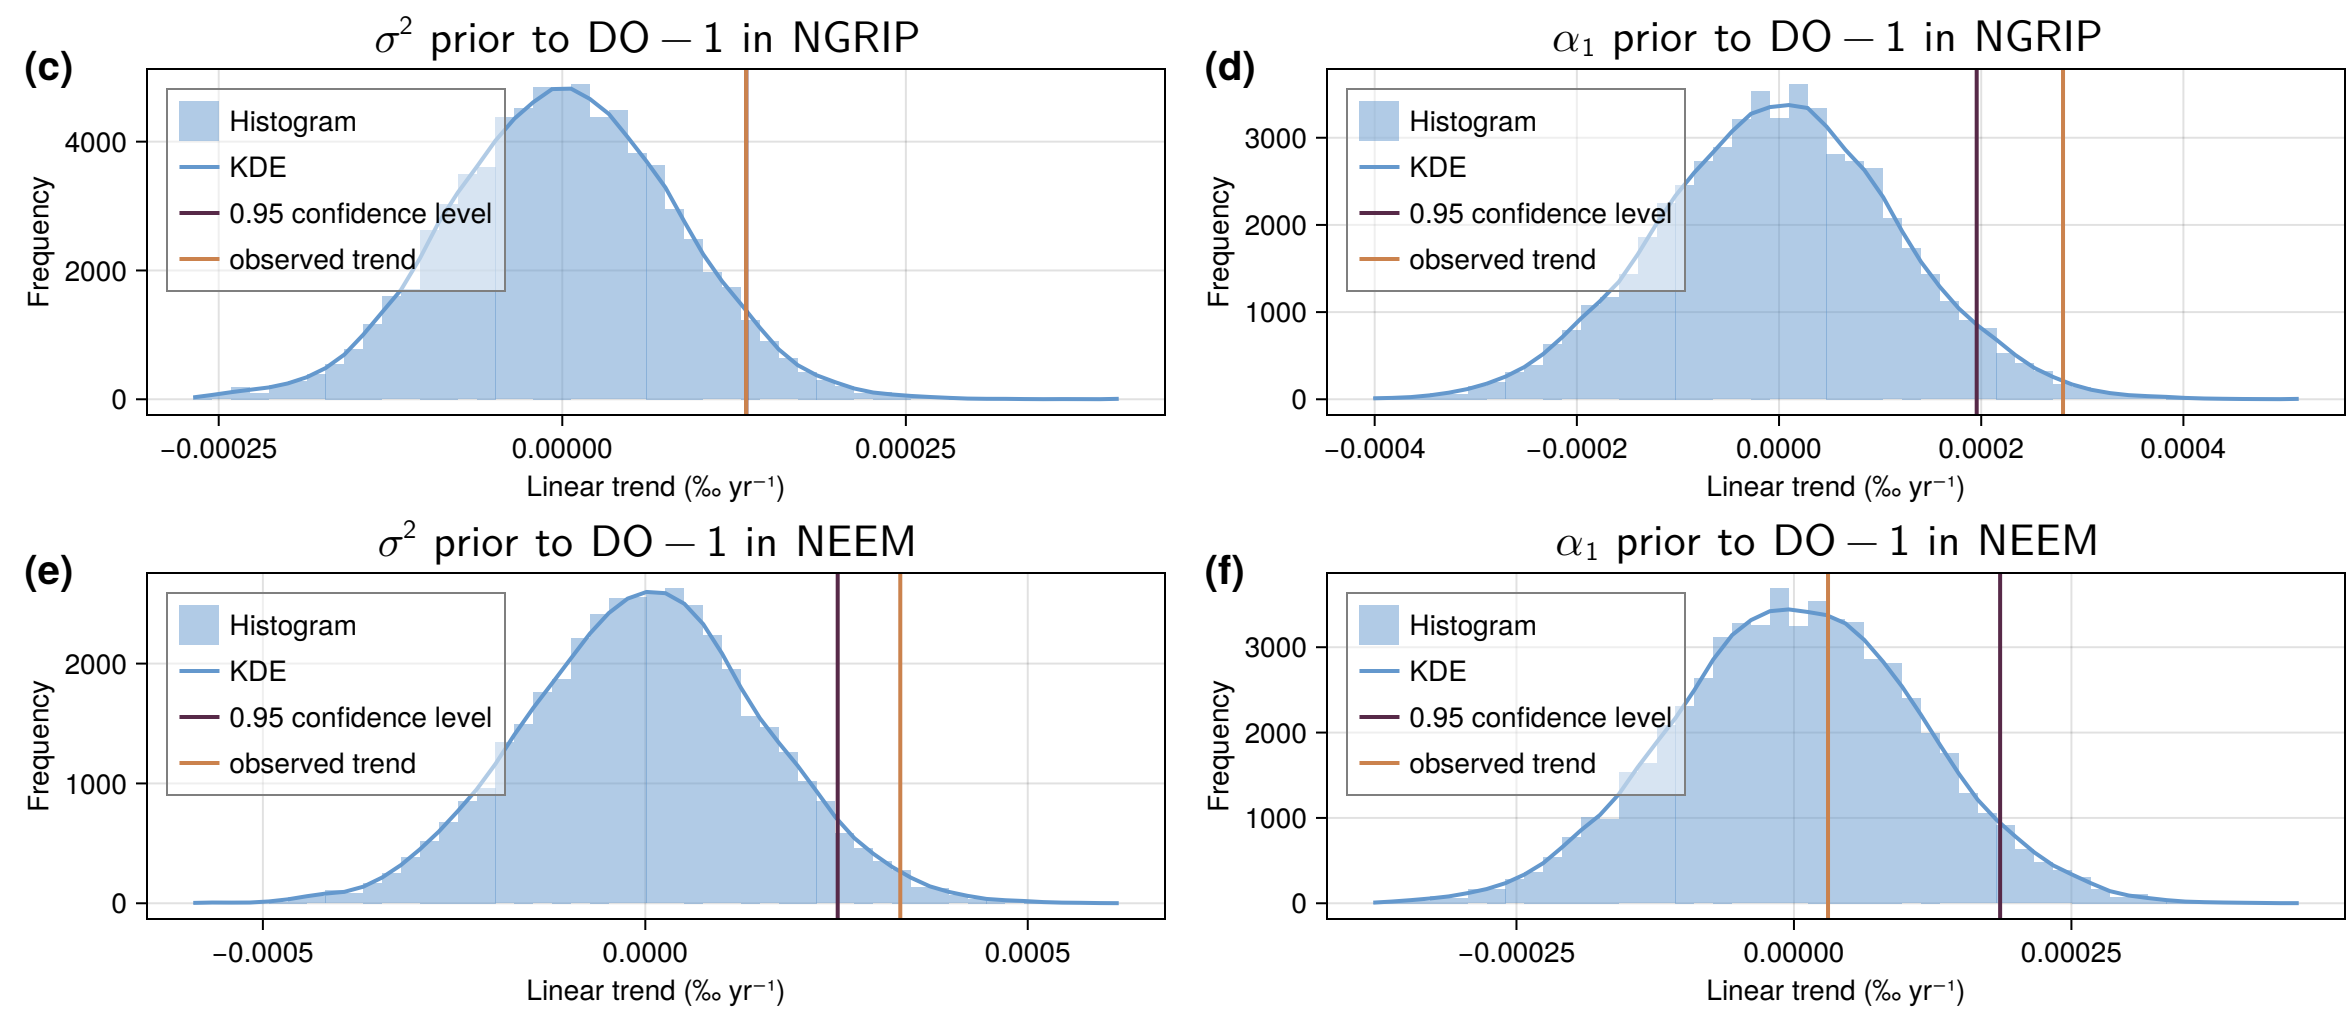 (c)
σ² prior to DO − 1 in NGRIP
Histogram
KDE
0.95 confidence level
observed trend
Frequency
4000
2000
0
−0.00025
0.00000
0.00025
Linear trend (‰ yr⁻¹)
(d)
α₁ prior to DO − 1 in NGRIP
Histogram
KDE
0.95 confidence level
observed trend
Frequency
3000
2000
1000
0
−0.0004
−0.0002
0.0000
0.0002
0.0004
Linear trend (‰ yr⁻¹)
(e)
σ² prior to DO − 1 in NEEM
Histogram
KDE
0.95 confidence level
observed trend
Frequency
2000
1000
0
−0.0005
0.0000
0.0005
Linear trend (‰ yr⁻¹)
(f)
α₁ prior to DO − 1 in NEEM
Histogram
KDE
0.95 confidence level
observed trend
Frequency
3000
2000
1000
0
−0.00025
0.00000
0.00025
Linear trend (‰ yr⁻¹)